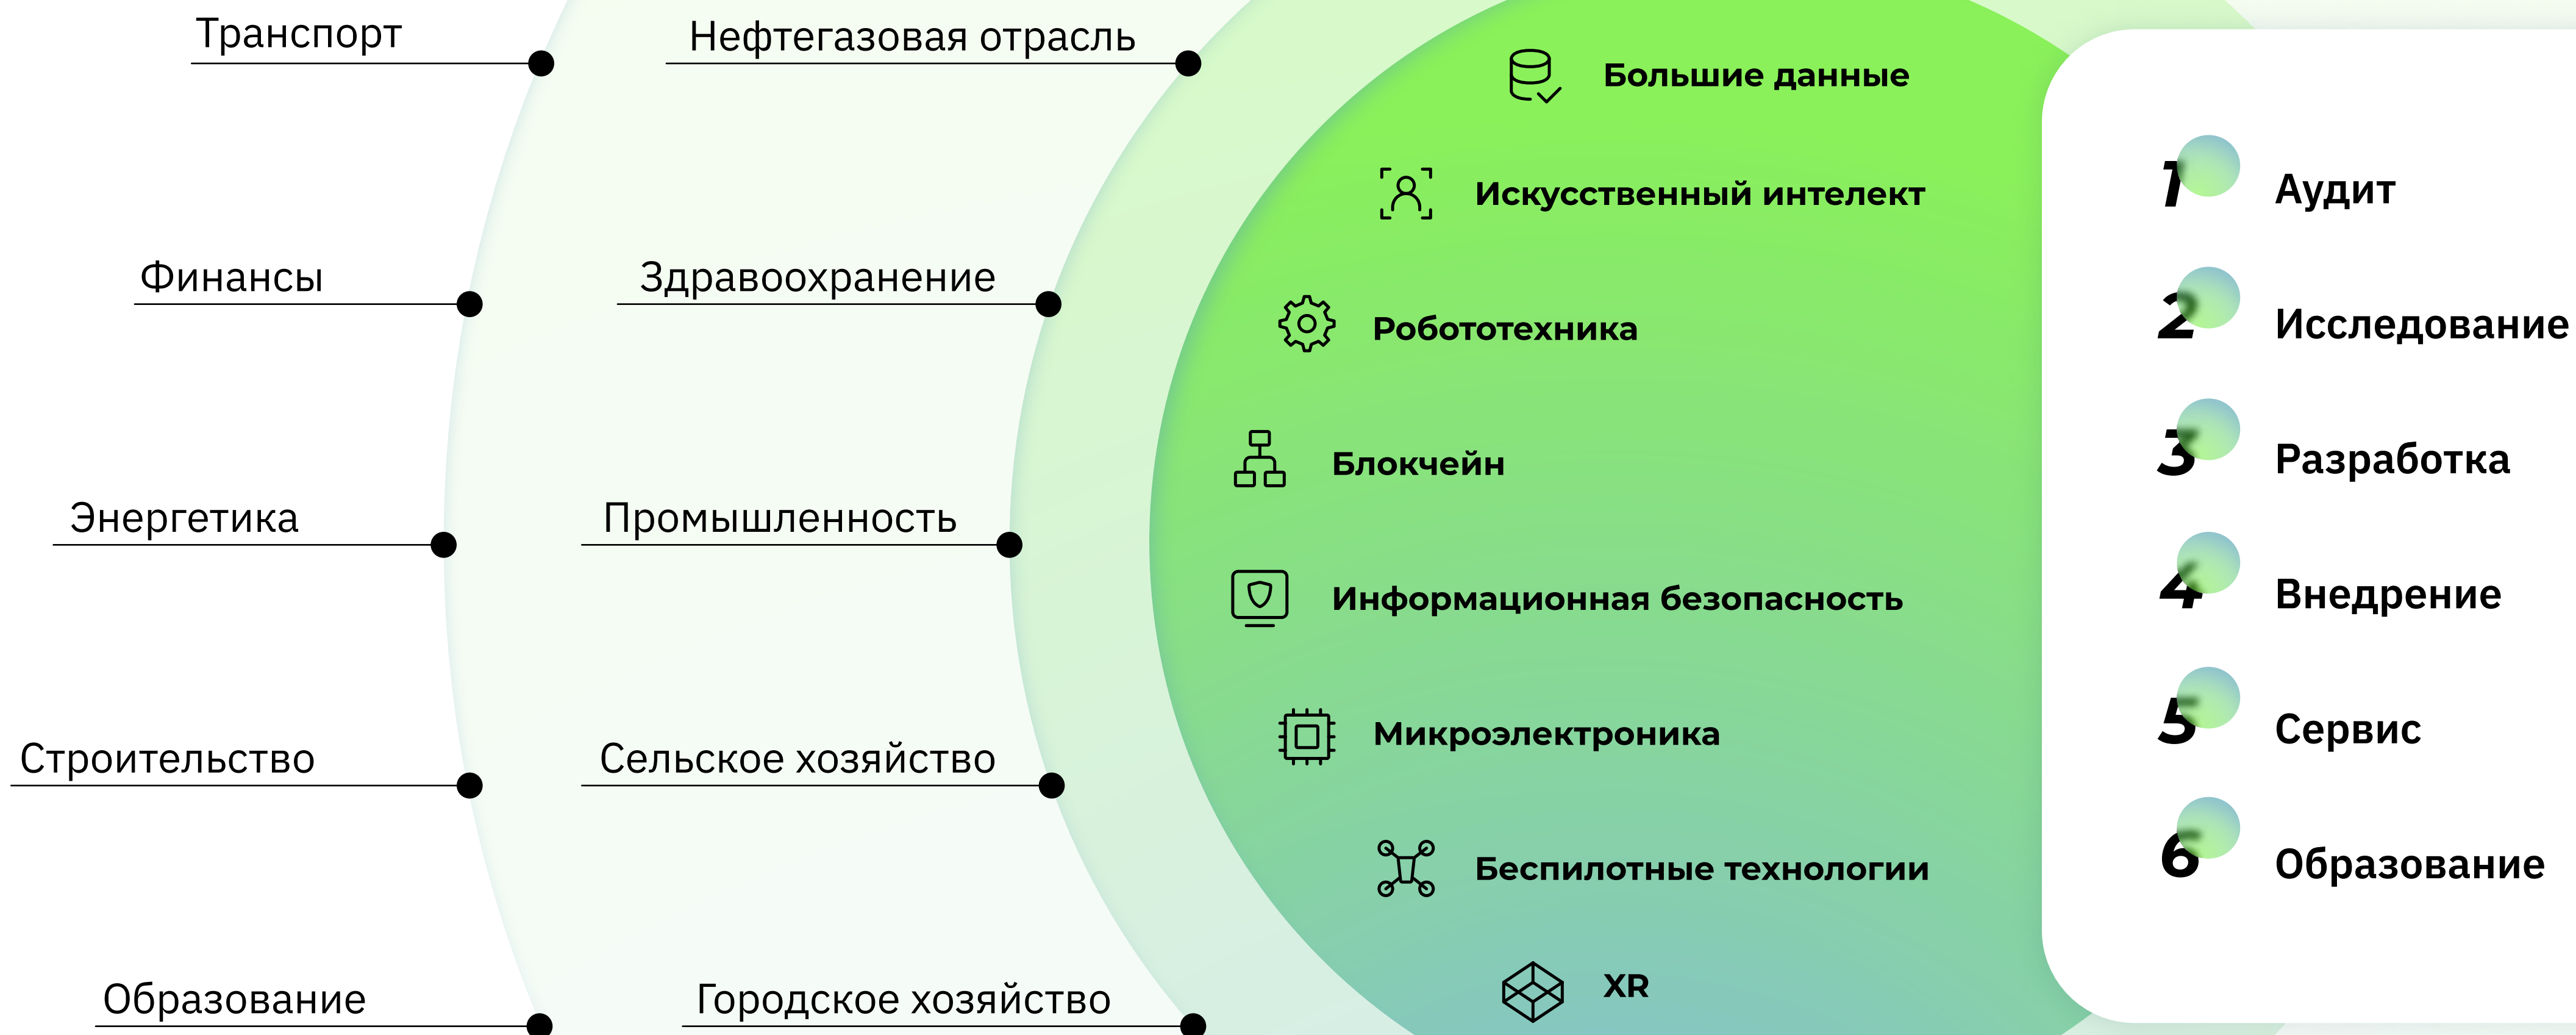 Транспорт
Финансы
Энергетика
Строительство
Образование
Нефтегазовая отрасль
Здравоохранение
Промышленность
Сельское хозяйство
Городское хозяйство
Большие данные
Искусственный интелект
Робототехника
Блокчейн
Информационная безопасность
Микроэлектроника
Беспилотные технологии
XR
1 Аудит
2 Исследование
3 Разработка
4 Внедрение
5 Сервис
6 Образование